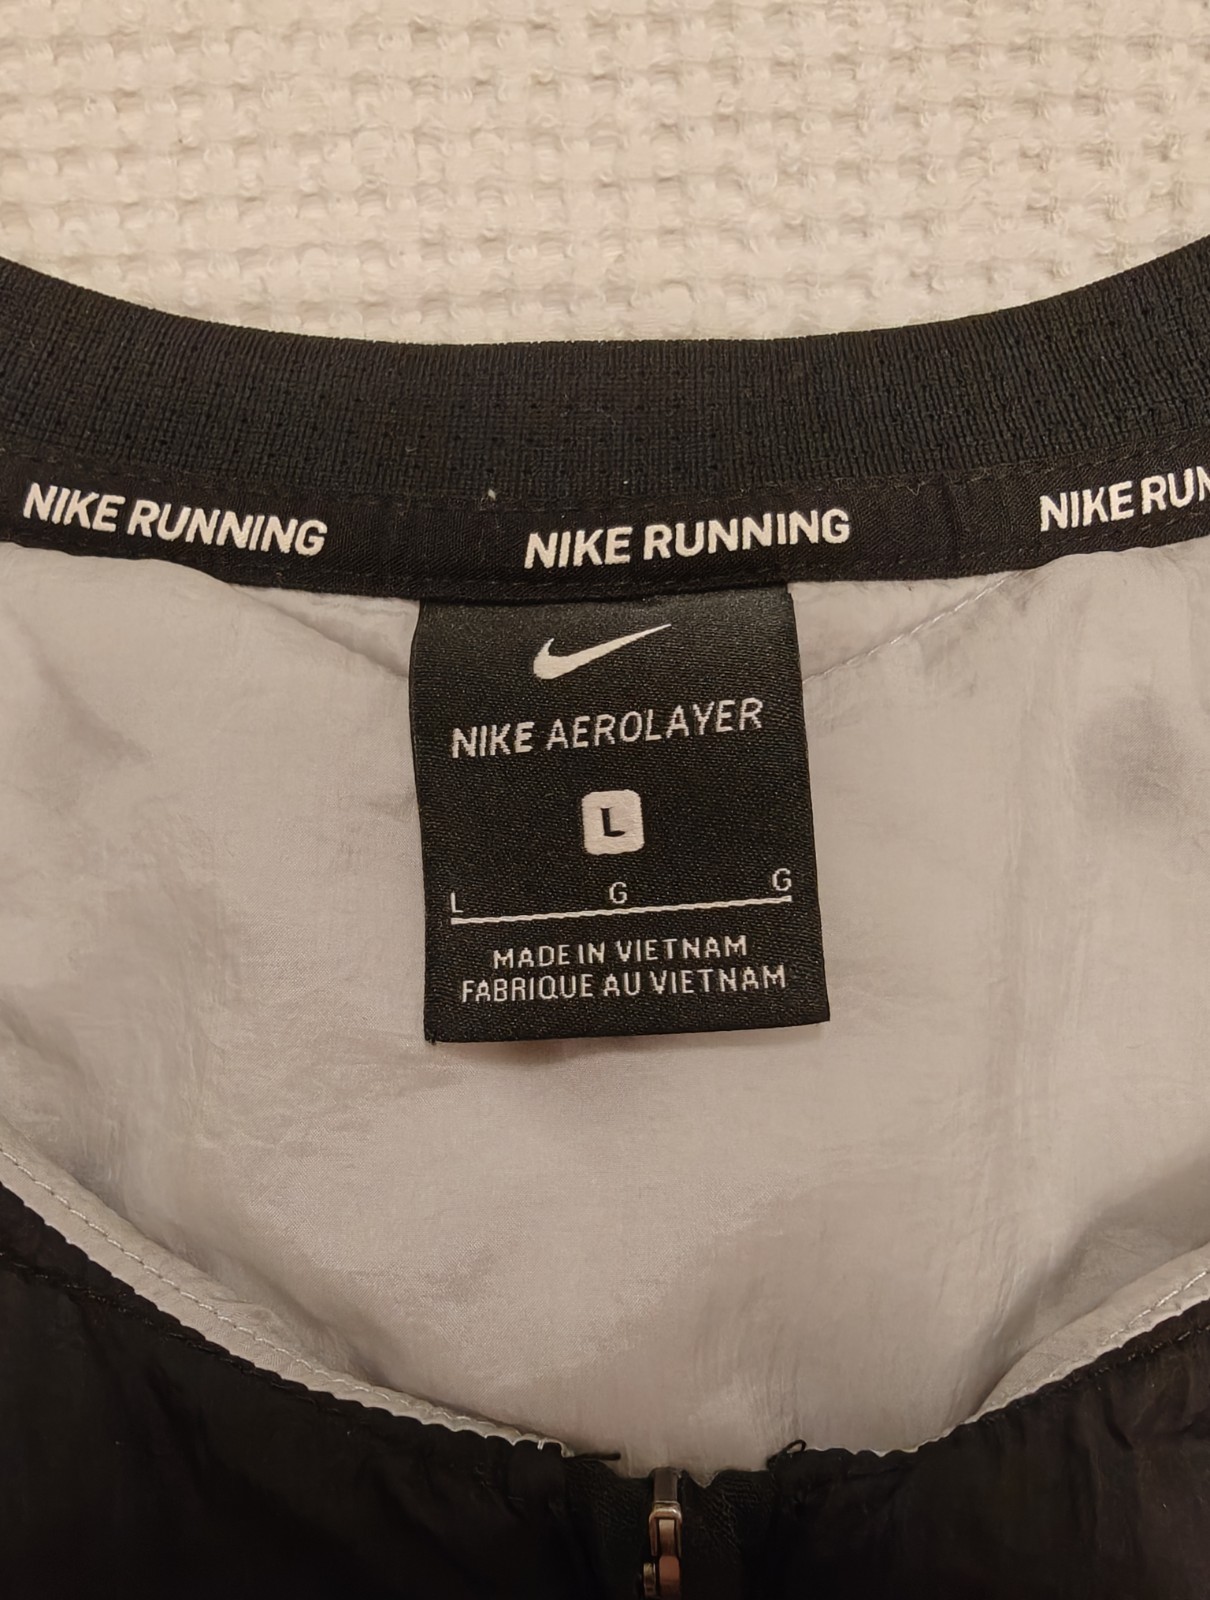 NIKE RUNNING NIKE RUNNING NIKE RUN
NIKE AEROLAYER
L
L G G
MADE IN VIETNAM
FABRIQUE AU VIETNAM